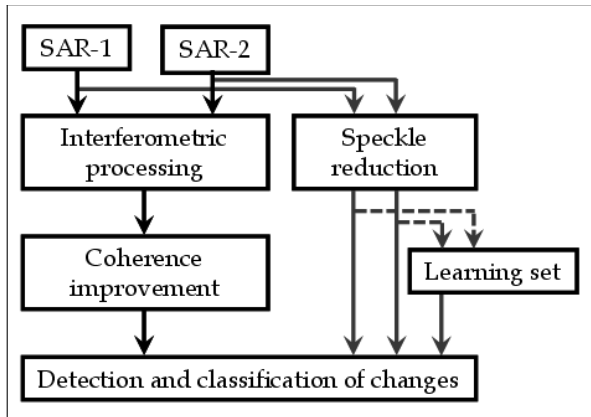 SAR-1
SAR-2
Interferometric
processing
Speckle
reduction
Coherence
improvement
Learning set
Detection and classification of changes